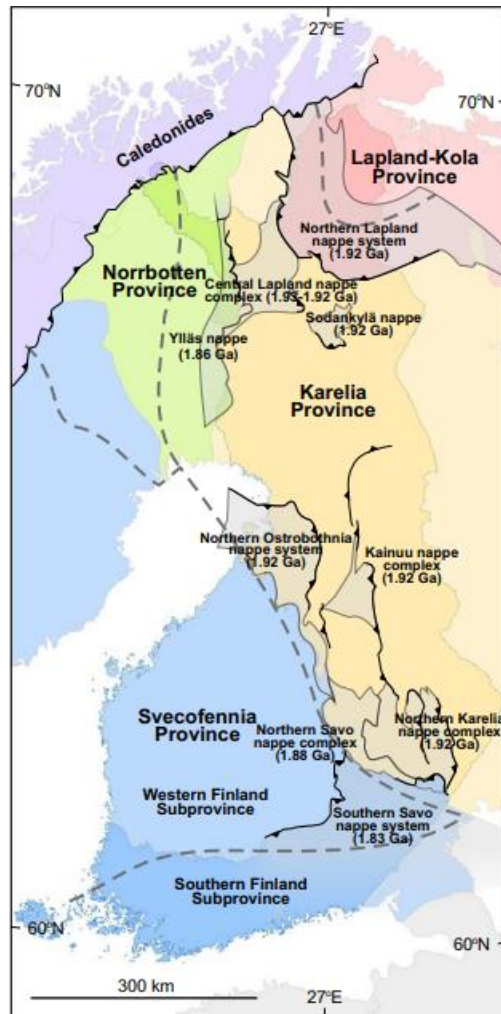 27°E
70°N
70°N
Caledonides
Lapland-Kola
Province
Northern Lapland
nappe system
(1.92 Ga)
Norrbotten
Province
Central Lapland nappe
complex (1.93-1.92 Ga)
Sodankylä nappe
(1.92 Ga)
Ylläs nappe
(1.86 Ga)
Karelia
Province
Northern Ostrobothnia
nappe system
(1.92 Ga)
Kainuu nappe
complex
(1.92 Ga)
Svecofennia
Province
Northern Savo
nappe complex
(1.88 Ga)
Northern Karelia
nappe complex
(1.92 Ga)
Western Finland
Subprovince
Southern Savo
nappe system
(1.83 Ga)
Southern Finland
Subprovince
60°N
60°N
300 km
27°E